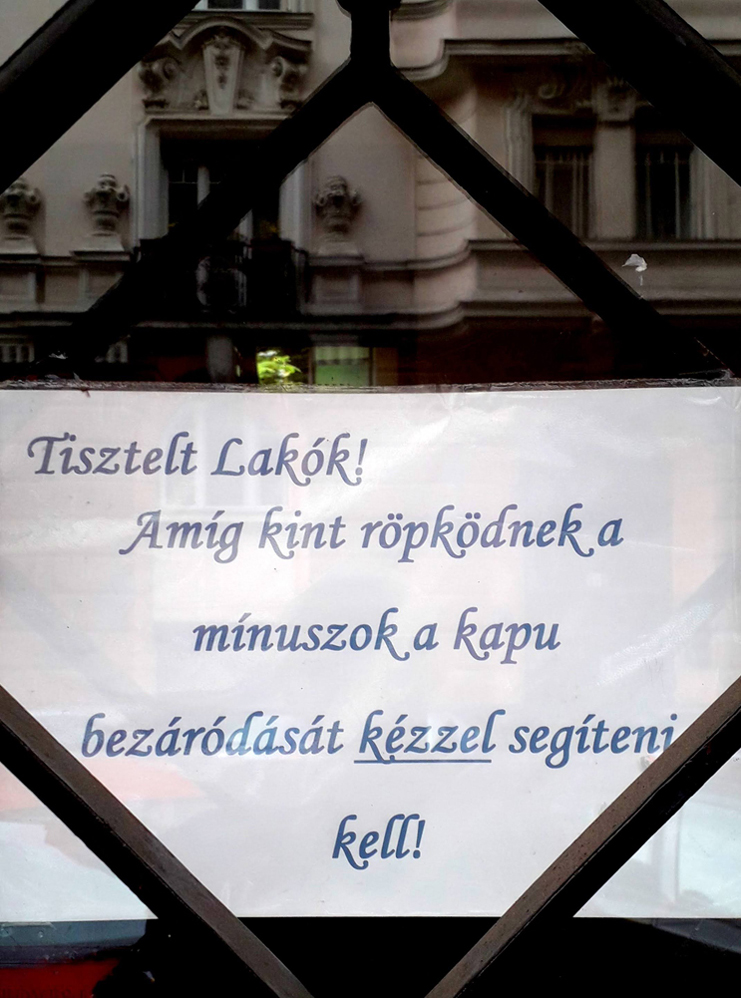 Tisztelt Lakók!
Amíg kint röpködnek a
mínuszok a kapu
bezáródását kézzel segíteni
kell!